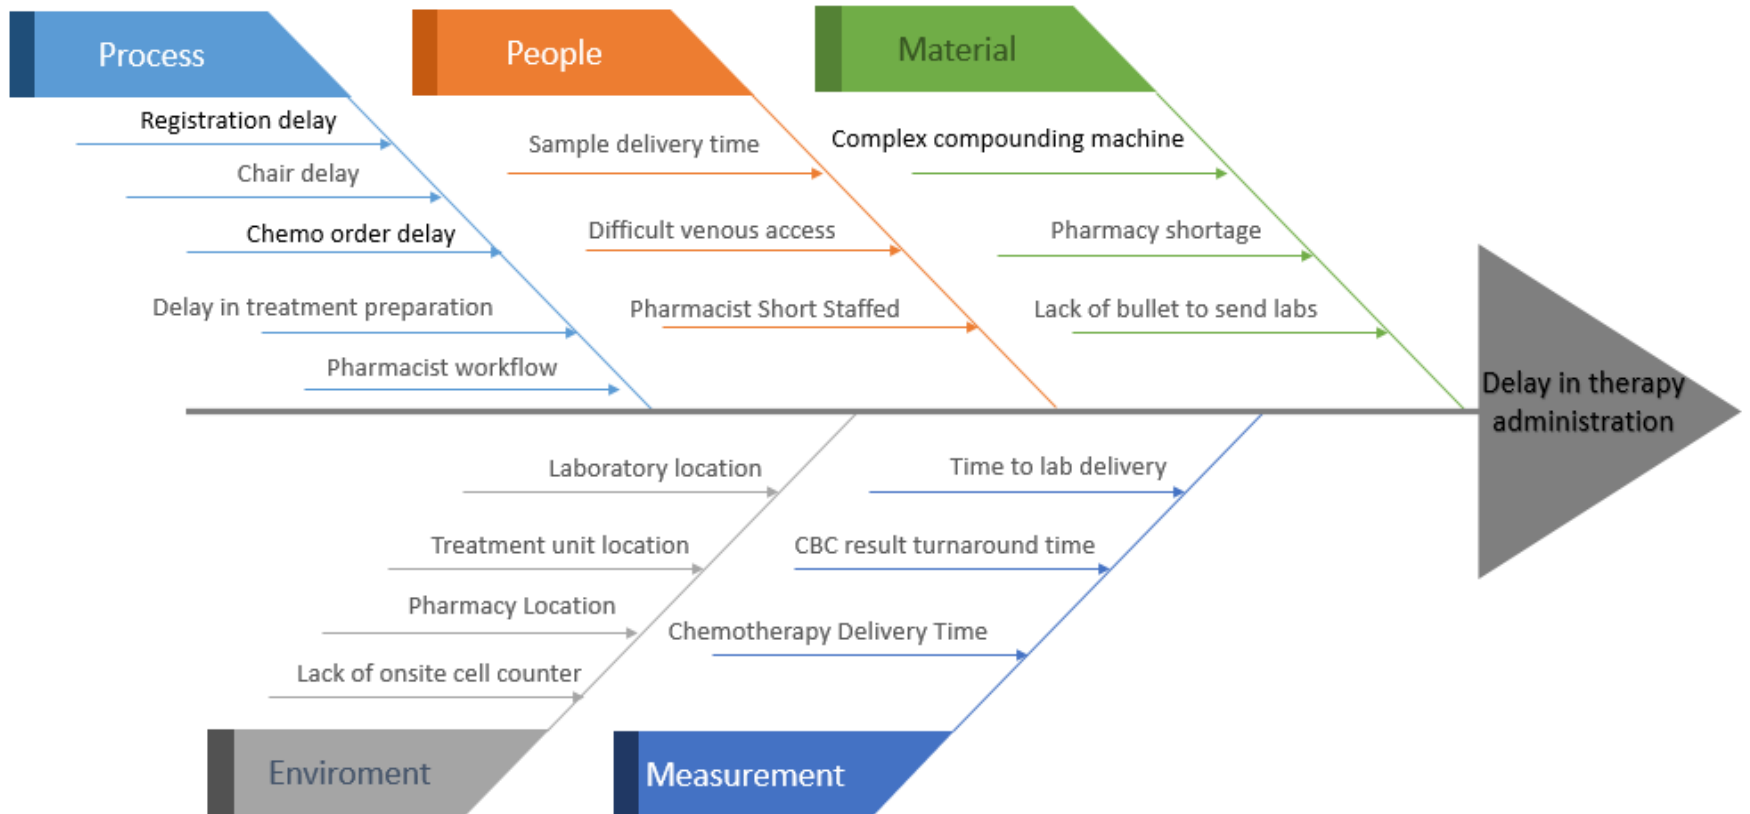 Process
Registration delay
Chair delay
Chemo order delay
Delay in treatment preparation
Pharmacist workflow
People
Sample delivery time
Difficult venous access
Pharmacist Short Staffed
Material
Complex compounding machine
Pharmacy shortage
Lack of bullet to send labs
Delay in therapy
administration
Laboratory location
Treatment unit location
Pharmacy Location
Lack of onsite cell counter
Enviroment
Time to lab delivery
CBC result turnaround time
Chemotherapy Delivery Time
Measurement